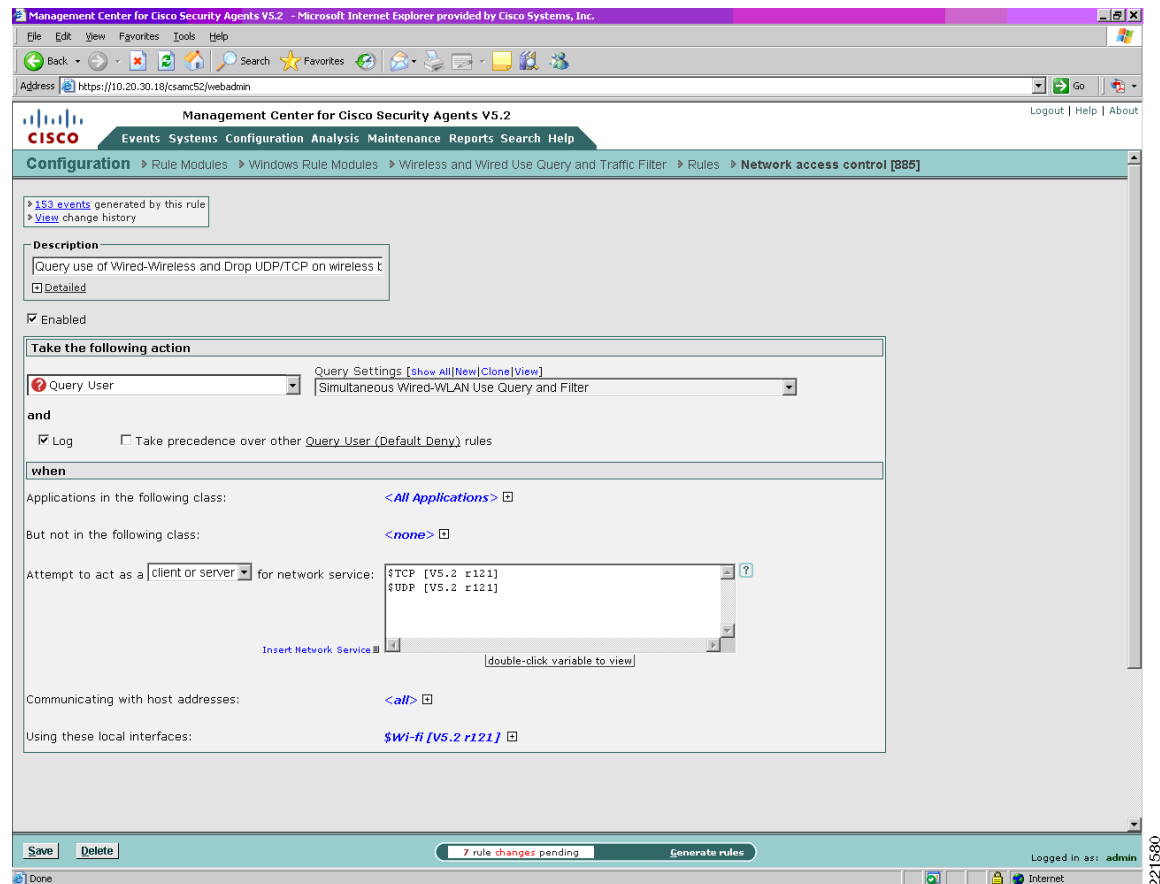 Management Center for Cisco Security Agents V5.2 - Microsoft Internet Explorer provided by Cisco Systems, Inc.
File Edit View Favorites Tools Help
Back Search Favorites
Address https://10.20.30.18/csamc52/webadmin Go
Management Center for Cisco Security Agents V5.2
Logout | Help | About
CISCO
Events Systems Configuration Analysis Maintenance Reports Search Help
Configuration Rule Modules Windows Rule Modules Wireless and Wired Use Query and Traffic Filter Rules Network access control [885]
153 events generated by this rule
View change history
Description
Query use of Wired-Wireless and Drop UDP/TCP on wireless b
Detailed
Enabled
Take the following action
Query Settings [Show All|New|Clone|View]
Query User
Simultaneous Wired-WLAN Use Query and Filter
and
Log Take precedence over other Query User (Default Deny) rules
when
Applications in the following class: <All Applications>
But not in the following class: <none>
Attempt to act as a client or server for network service:
$TCP [V5.2 r121]
$UDP [V5.2 r121]
?
Insert Network Service
double-click variable to view
Communicating with host addresses: <all>
Using these local interfaces: $Wi-fi [V5.2 r121]
Save Delete
7 rule changes pending Generate rules
Logged in as: admin
Done
Internet
221580